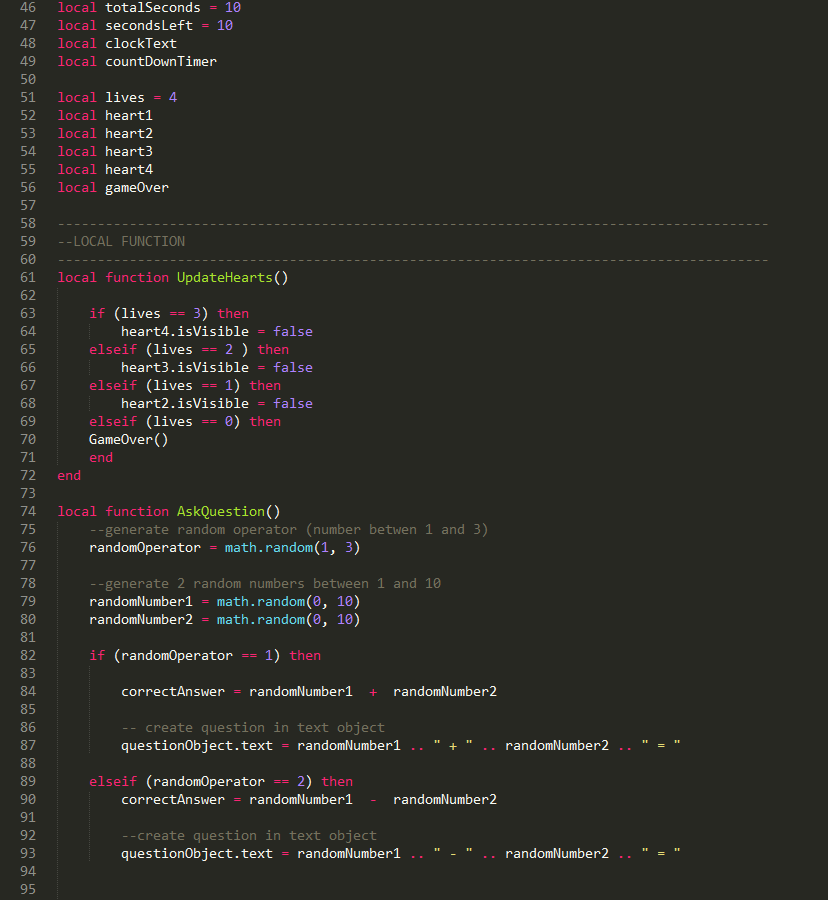 46 local totalSeconds = 10
47 local secondsLeft = 10
48 local clockText
49 local countDownTimer
50
51 local lives = 4
52 local heart1
53 local heart2
54 local heart3
55 local heart4
56 local gameOver
57
58 -----------------------------------------------------------------------------------------
59 --LOCAL FUNCTION
60 -----------------------------------------------------------------------------------------
61 local function UpdateHearts()
62
63     if (lives == 3) then
64         heart4.isVisible = false
65     elseif (lives == 2 ) then
66         heart3.isVisible = false
67     elseif (lives == 1) then
68         heart2.isVisible = false
69     elseif (lives == 0) then
70     GameOver()
71     end
72 end
73
74 local function AskQuestion()
75     --generate random operator (number betwen 1 and 3)
76     randomOperator = math.random(1, 3)
77
78     --generate 2 random numbers between 1 and 10
79     randomNumber1 = math.random(0, 10)
80     randomNumber2 = math.random(0, 10)
81
82     if (randomOperator == 1) then
83
84         correctAnswer = randomNumber1  +  randomNumber2
85
86         -- create question in text object
87         questionObject.text = randomNumber1 .. " + " .. randomNumber2 .. " = "
88
89     elseif (randomOperator == 2) then
90         correctAnswer = randomNumber1  -  randomNumber2
91
92         --create question in text object
93         questionObject.text = randomNumber1 .. " - " .. randomNumber2 .. " = "
94
95